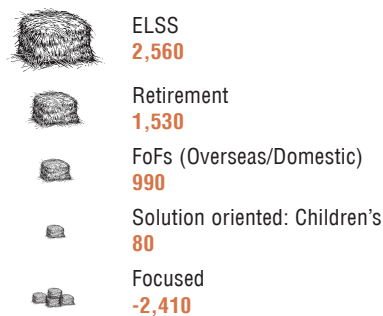 ELSS
2,560
Retirement
1,530
FoFs (Overseas/Domestic)
990
Solution oriented: Children's
80
Focused
-2,410